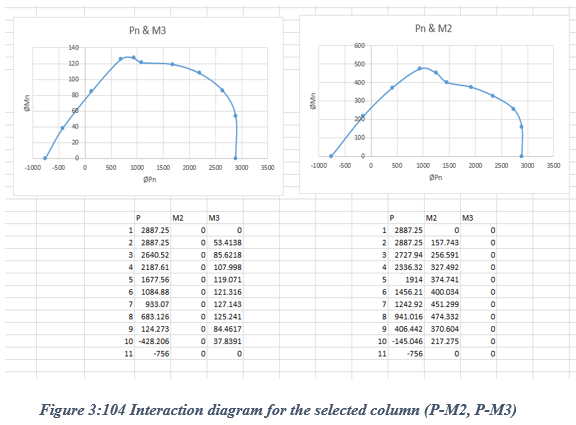 Pn & M3
140
120
100
80
60
40
20
0
-1000 -500 0 500 1000 1500 2000 2500 3000 3500
ØMn
ØPn
Pn & M2
600
500
400
300
200
100
0
-1000 -500 0 500 1000 1500 2000 2500 3000 3500
ØMn
ØPn
P M2 M3
1 2887.25 0 0
2 2887.25 0 53.4138
3 2640.52 0 85.6218
4 2187.61 0 107.998
5 1677.56 0 119.071
6 1084.88 0 121.316
7 933.07 0 127.143
8 683.126 0 125.241
9 124.273 0 84.4617
10 -428.206 0 37.8391
11 -756 0 0
P M2 M3
1 2887.25 0 0
2 2887.25 157.743 0
3 2727.94 256.591 0
4 2336.32 327.492 0
5 1914 374.741 0
6 1456.21 400.034 0
7 1242.92 451.299 0
8 941.016 474.332 0
9 406.442 370.604 0
10 -145.046 217.275 0
11 -756 0 0
Figure 3:104 Interaction diagram for the selected column (P-M2, P-M3)